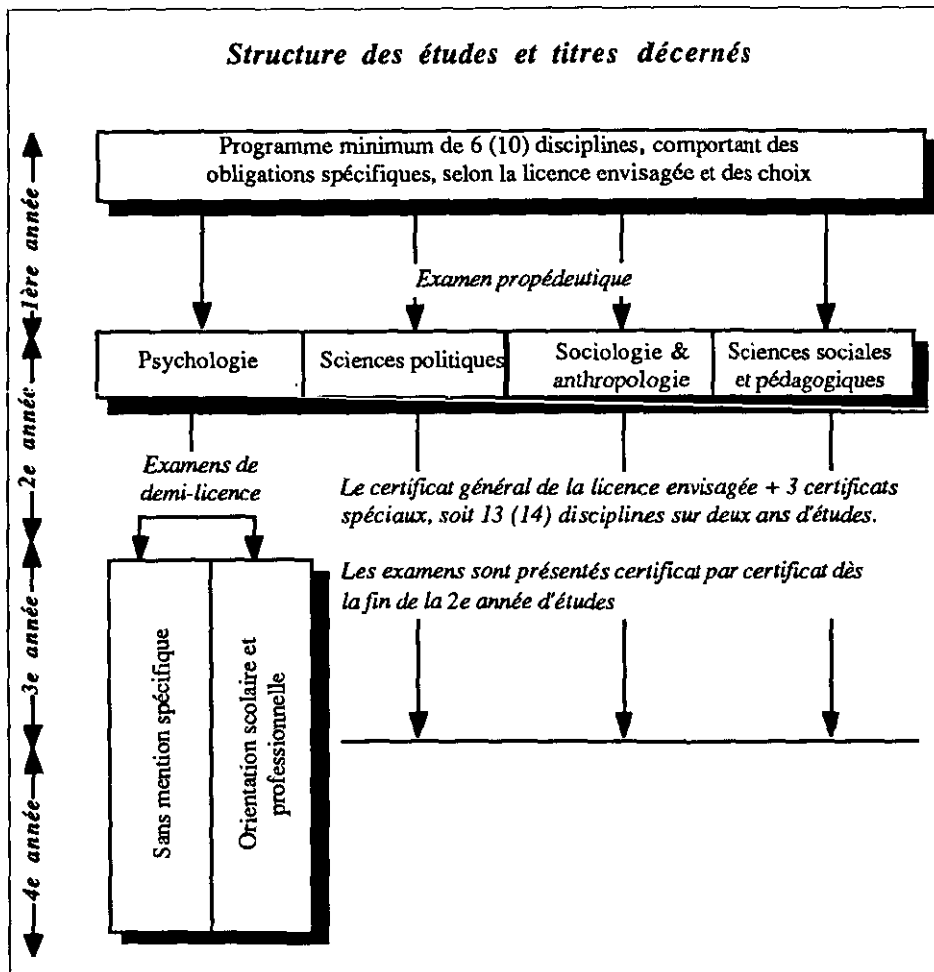 Structure des études et titres décernés
Programme minimum de 6 (10) disciplines, comportant des
obligations spécifiques, selon la licence envisagée et des choix
1ère année
Examen propédeutique
Psychologie
Sciences politiques
Sociologie &
anthropologie
Sciences sociales
et pédagogiques
2e année
Examens de
demi-licence
Le certificat général de la licence envisagée + 3 certificats
spéciaux, soit 13 (14) disciplines sur deux ans d'études.
Les examens sont présentés certificat par certificat dès
la fin de la 2e année d'études
3e année
Sans mention spécifique
Orientation scolaire et
professionnelle
4e année